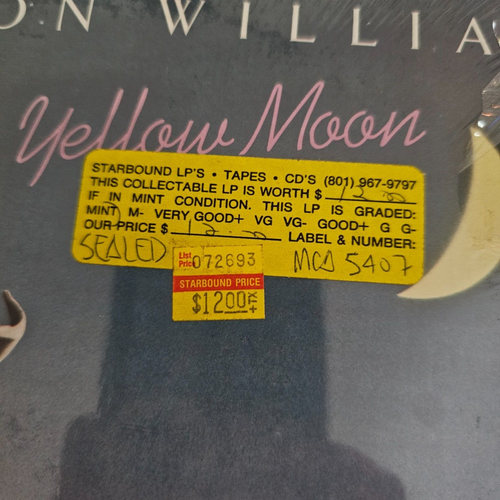 ON WILLIA
Yellow Moon
STARBOUND LP'S • TAPES • CD'S (801) 967-9797
THIS COLLECTABLE LP IS WORTH $ 12.00
IF IN MINT CONDITION. THIS LP IS GRADED:
MINT M- VERY GOOD+ VG VG- GOOD+ G G-
OUR PRICE $ 12.00 LABEL & NUMBER:
SEALED MCA 5407
List Price 072693
STARBOUND PRICE
$12.00